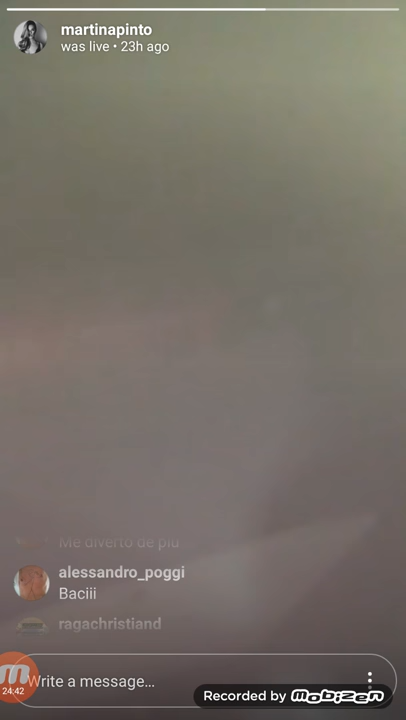 martinapinto
was live • 23h ago
Me diverto de più
alessandro_poggi
Baciii
ragachristiand
Write a message...
24:42
Recorded by mobizen